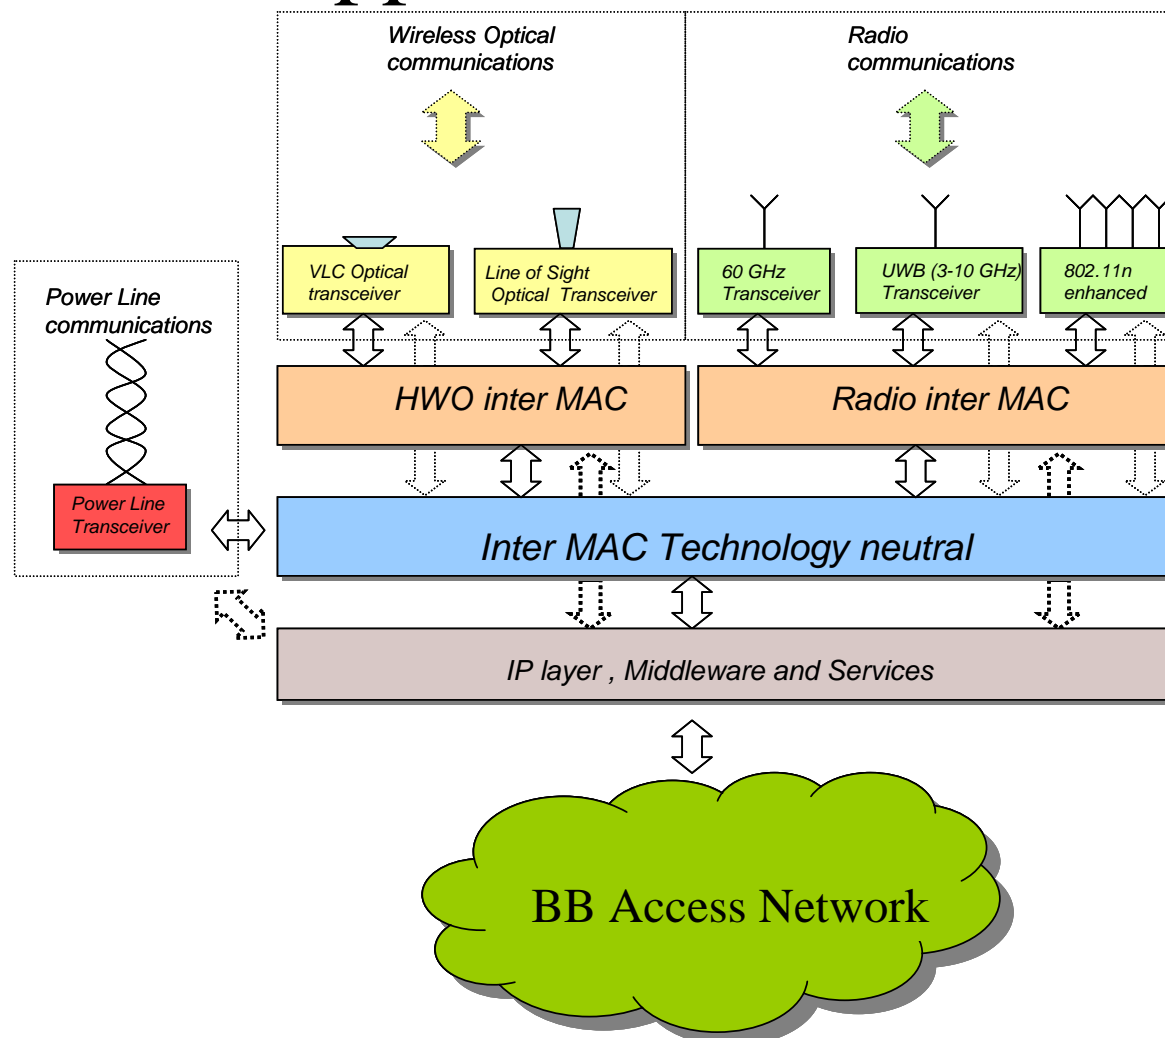 Wireless Optical
communications
Radio
communications
VLC Optical
transceiver
Line of Sight
Optical Transceiver
60 GHz
Transceiver
UWB (3-10 GHz)
Transceiver
802.11n
enhanced
Power Line
communications
HWO inter MAC
Radio inter MAC
Power Line
Transceiver
Inter MAC Technology neutral
IP layer , Middleware and Services
BB Access Network